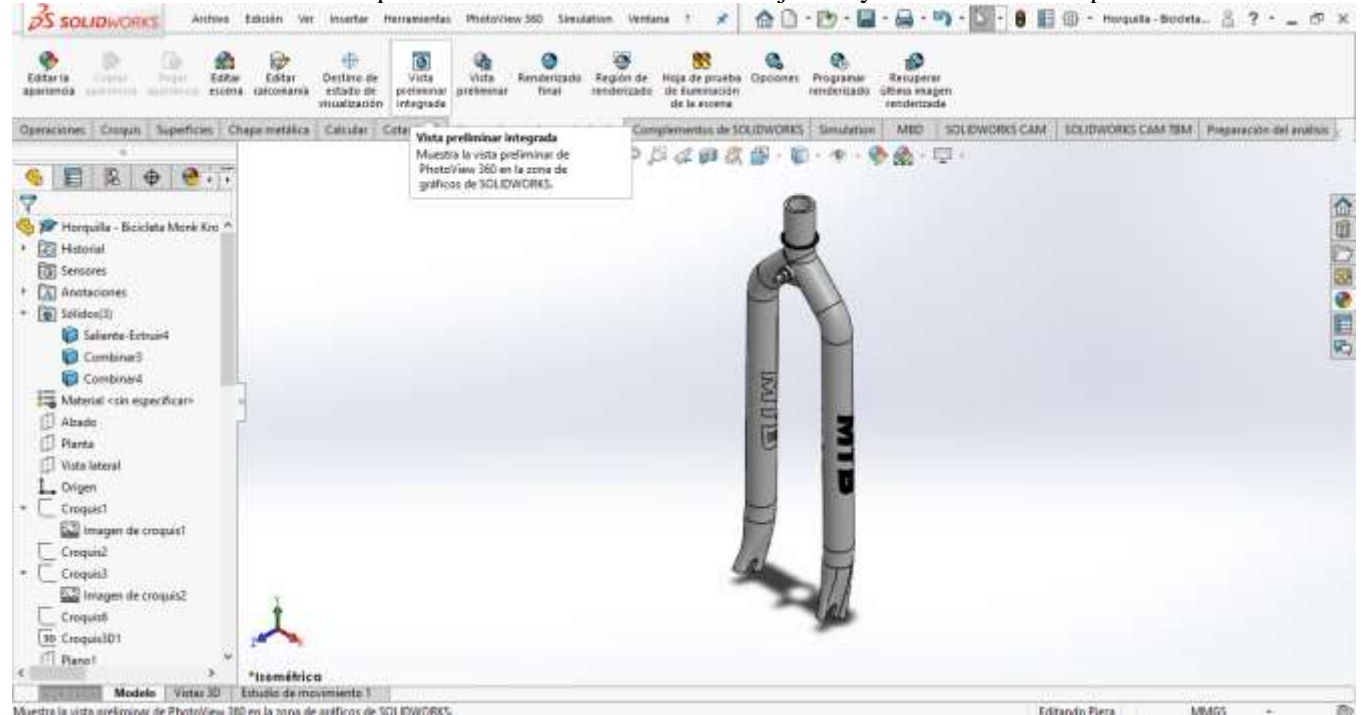 SOLIDWORKS
Archivo Edición Ver Insertar Herramientas PhotoView 360 Simulation Ventana ?
Horquilla - Bicicleta...
Editar la apariencia
Copiar apariencia
Pegar apariencia
Editar escena
Editar calcomanía
Destino de estado de visualización
Vista preliminar integrada
Vista preliminar
Renderizado final
Región de renderizado
Hoja de prueba de iluminación de la escena
Opciones
Programar renderizado
Recuperar última imagen renderizada
Operaciones Croquis Superficies Chapa metálica Calcular Cota
Complementos de SOLIDWORKS Simulation MBD SOLIDWORKS CAM SOLIDWORKS CAM TBM Preparación del análisis
Vista preliminar integrada
Muestra la vista preliminar de
PhotoView 360 en la zona de
gráficos de SOLIDWORKS.
Horquilla - Bicicleta Monk Kro
Historial
Sensores
Anotaciones
Sólidos(3)
Saliente-Extruir4
Combinar3
Combinar4
Material <sin especificar>
Alzado
Planta
Vista lateral
Origen
Croquis1
Imagen de croquis1
Croquis2
Croquis3
Imagen de croquis2
Croquis6
3D Croquis3D1
Plano1
MTB
MTB
*Isométrica
Modelo Vistas 3D Estudio de movimiento 1
Muestra la vista preliminar de PhotoView 360 en la zona de gráficos de SOLIDWORKS.
Editando Pieza MMGS